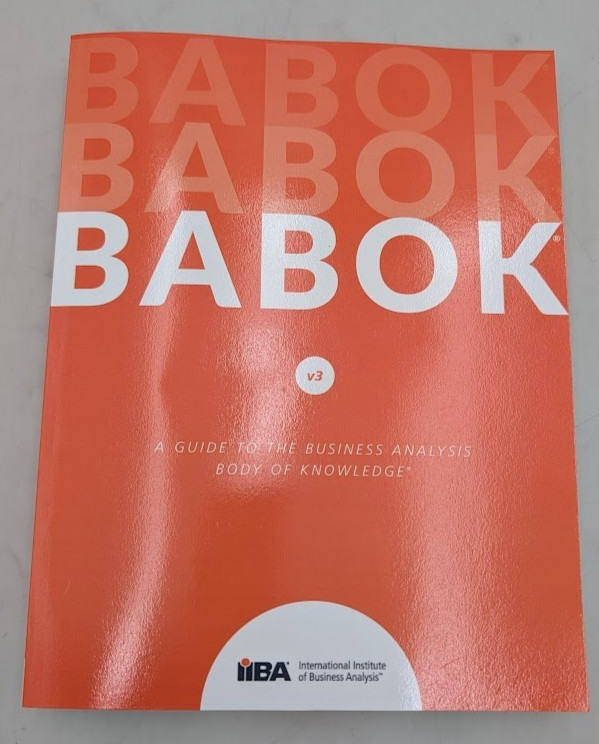 BABOK®
BABOK®
BABOK®
v3
A GUIDE TO THE BUSINESS ANALYSIS
BODY OF KNOWLEDGE®
IIBA® International Institute
of Business Analysis™